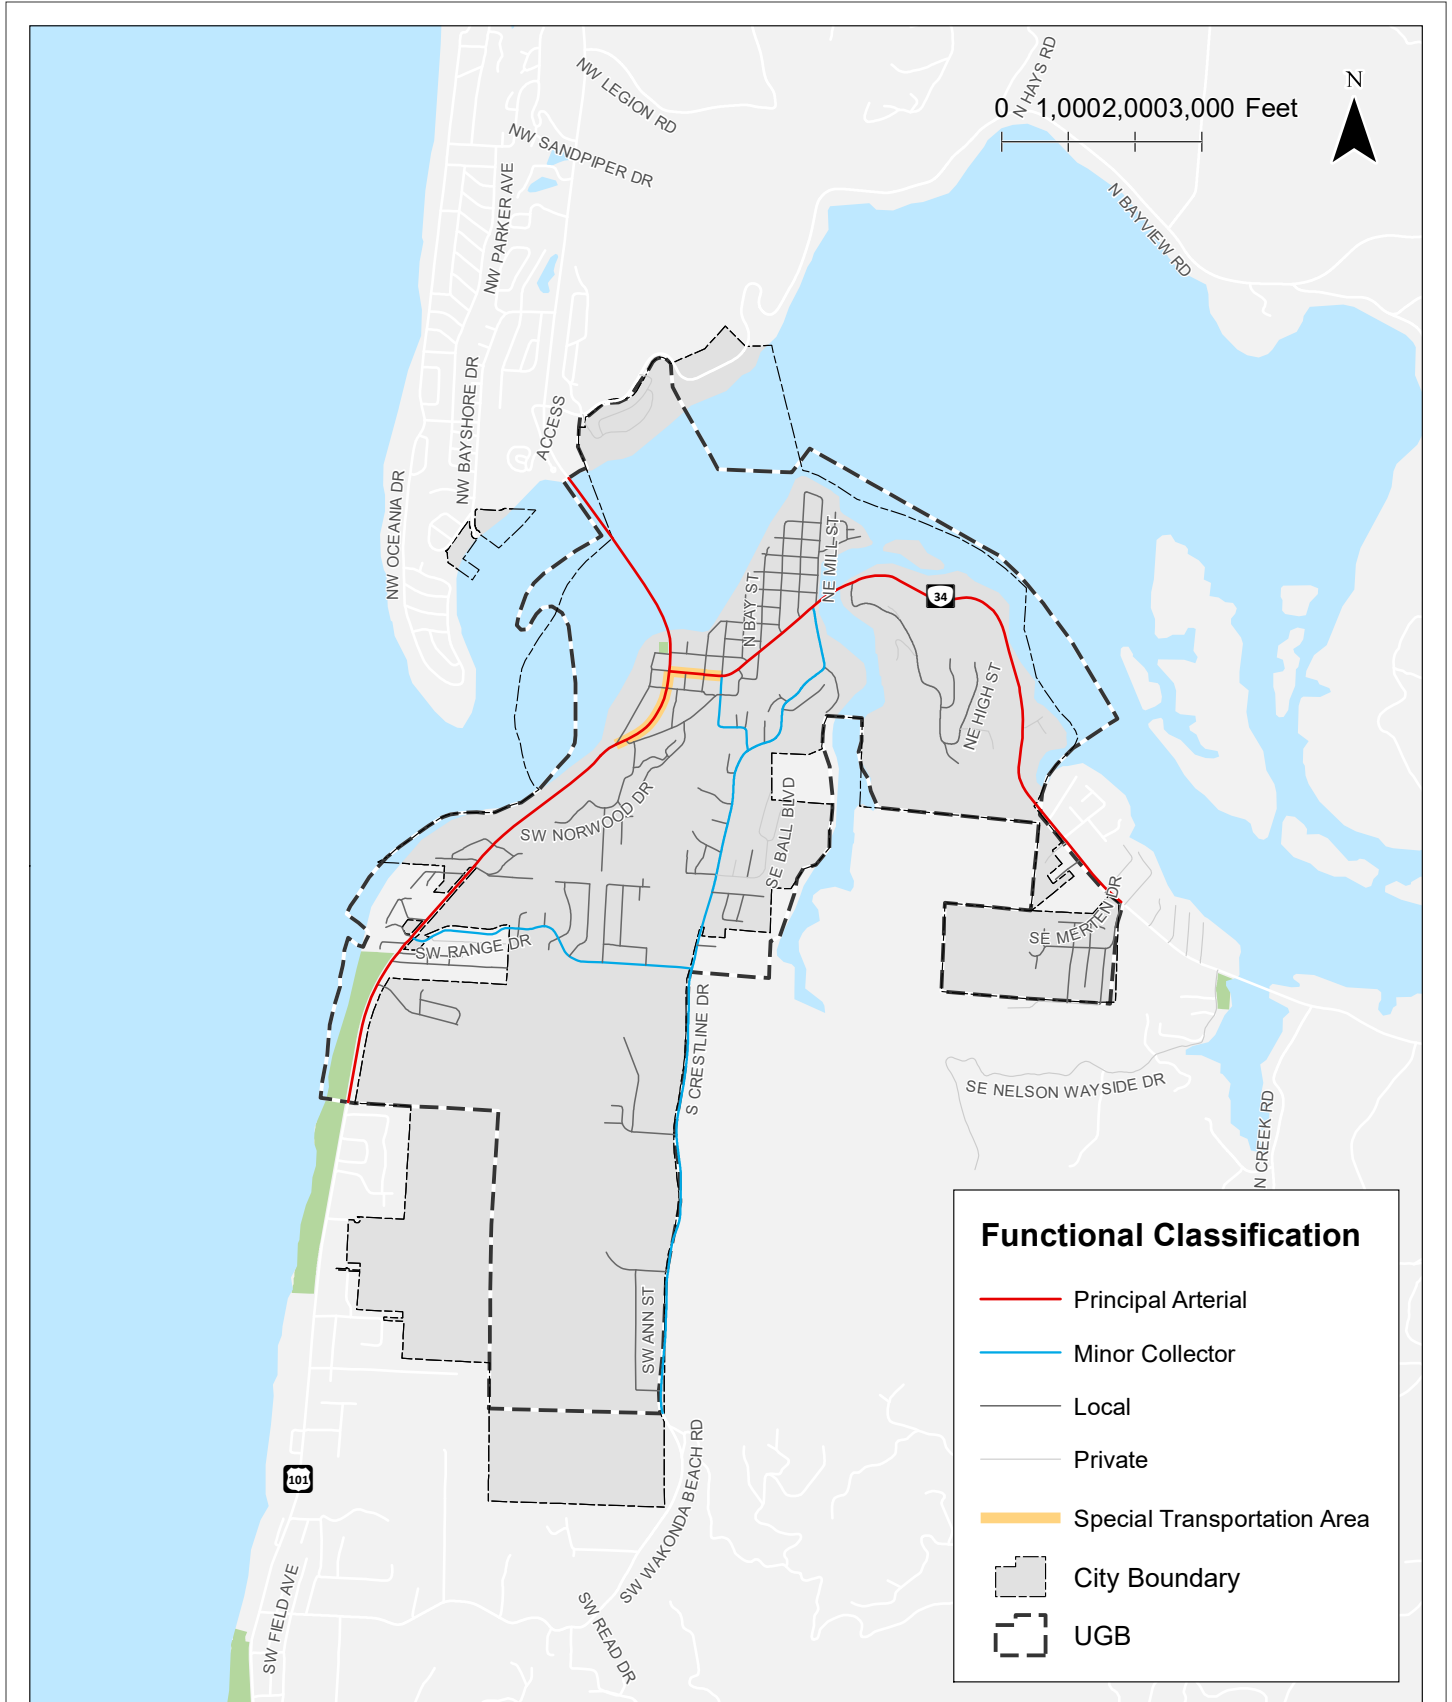 NW LEGION RD
N HAYS RD
N
0 1,0002,0003,000 Feet
NW SANDPIPER DR
NW PARKER AVE
N BAYVIEW RD
NW BAYSHORE DR
ACCESS
NW OCEANIA DR
NE MILL ST
N BAY ST
34
NE HIGH ST
SW NORWOOD DR
SE BALL BLVD
SE MERTEN DR
SW RANGE DR
S CRESTLINE DR
SE NELSON WAYSIDE DR
N CREEK RD
SW ANN ST
101
SW WAKONDA BEACH RD
SW FIELD AVE
SW READ DR
Functional Classification
Principal Arterial
Minor Collector
Local
Private
Special Transportation Area
City Boundary
UGB